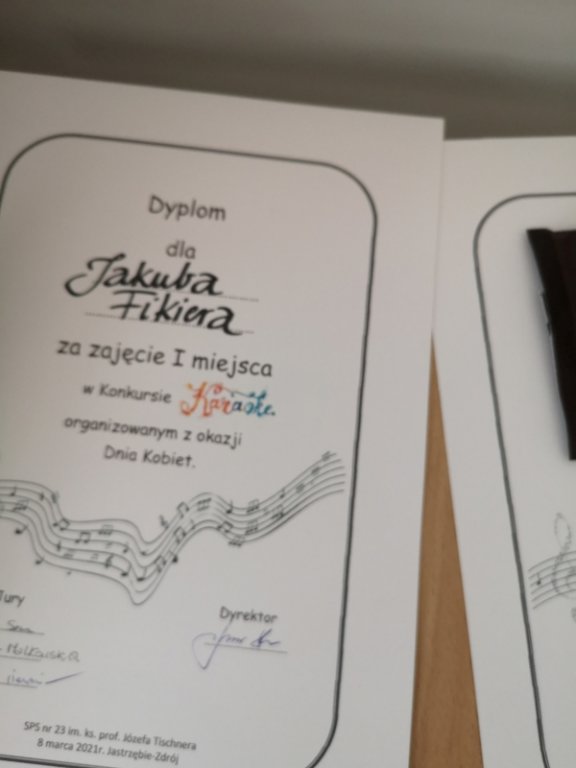 Dyplom
dla
Jakuba
Fikiera
za zajęcie I miejsca
w Konkursie Karaoke.
organizowanym z okazji
Dnia Kobiet.
Jury
Dyrektor
SPS nr 23 im. ks. prof. Józefa Tischnera
8 marca 2021r. Jastrzębie-Zdrój